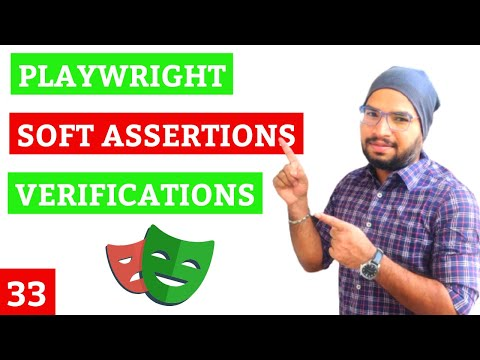 PLAYWRIGHT
SOFT ASSERTIONS
VERIFICATIONS
33